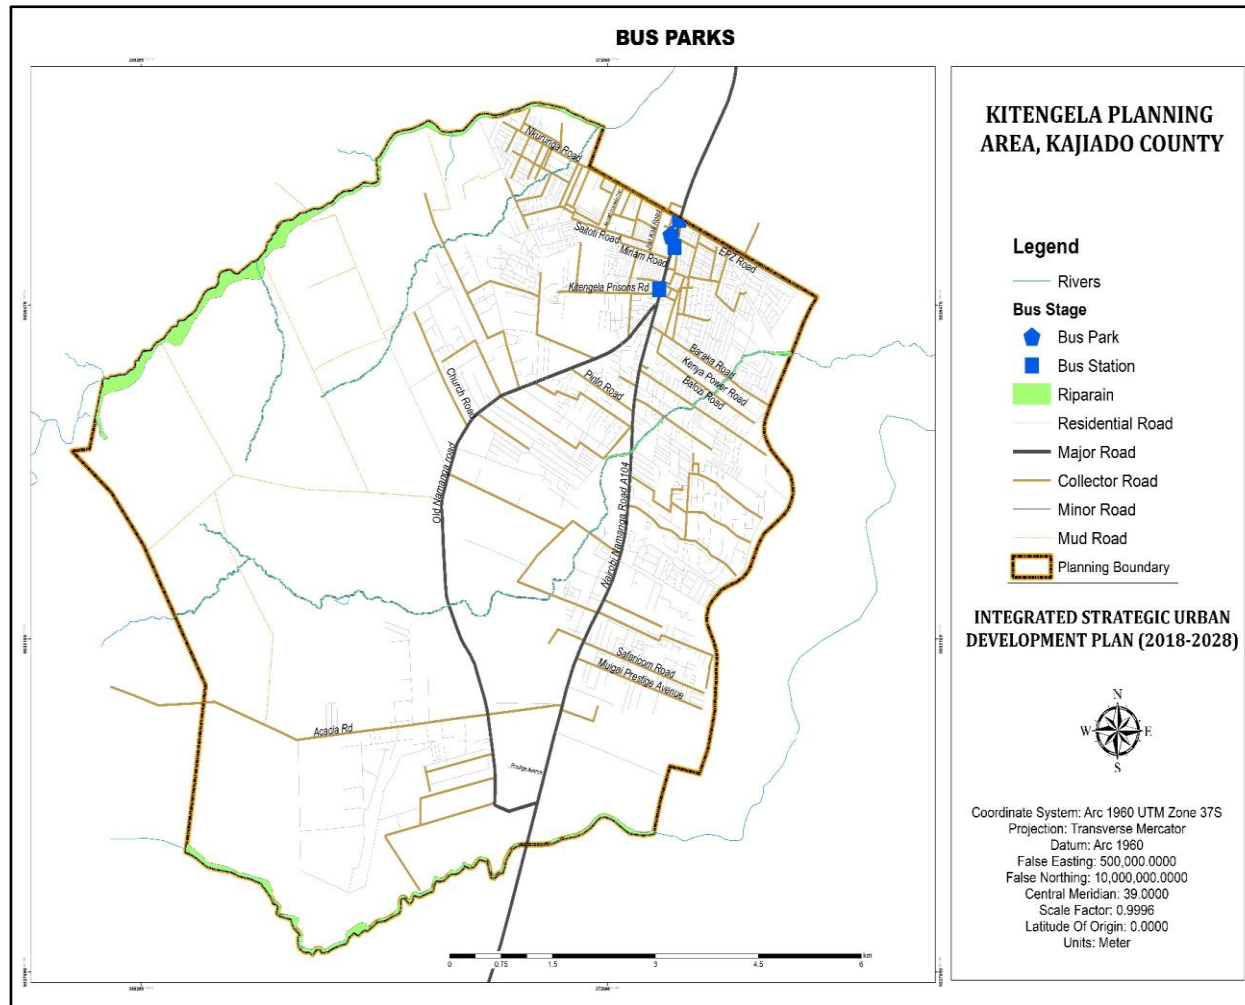 BUS PARKS
Nkurunga Road
Saitoti Road
Miriam Road
EPZ Road
Kitengela Prisons Rd
Baraka Road
Kenya Power Road
Balozi Road
Pinto Road
Church Road
Old Namanga road
Nairobi Namanga Road A104
Safaricom Road
Muigai Prestige Avenue
Acacia Rd
0 0.75 1.5 3 4.5 6
km
KITENGELA PLANNING
AREA, KAJIADO COUNTY
Legend
Rivers
Bus Stage
Bus Park
Bus Station
Riparain
Residential Road
Major Road
Collector Road
Minor Road
Mud Road
Planning Boundary
INTEGRATED STRATEGIC URBAN
DEVELOPMENT PLAN (2018-2028)
N
W E
S
Coordinate System: Arc 1960 UTM Zone 37S
Projection: Transverse Mercator
Datum: Arc 1960
False Easting: 500,000.0000
False Northing: 10,000,000.0000
Central Meridian: 39.0000
Scale Factor: 0.9996
Latitude Of Origin: 0.0000
Units: Meter